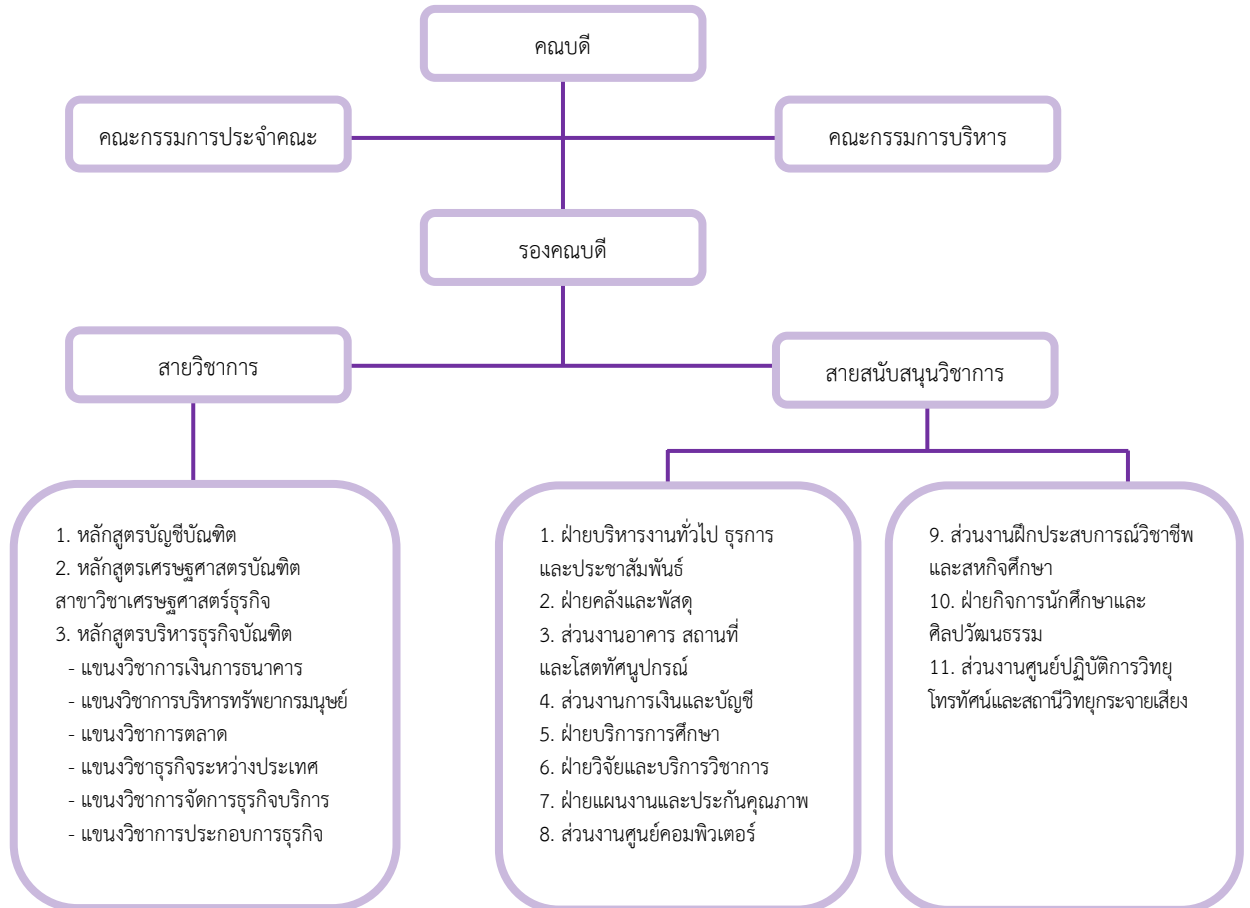 คณบดี
คณะกรรมการประจำคณะ
คณะกรรมการบริหาร
รองคณบดี
สายวิชาการ
สายสนับสนุนวิชาการ
1. หลักสูตรบัญชีบัณฑิต
2. หลักสูตรเศรษฐศาสตรบัณฑิต
สาขาวิชาเศรษฐศาสตร์ธุรกิจ
3. หลักสูตรบริหารธุรกิจบัณฑิต
- แขนงวิชาการเงินการธนาคาร
- แขนงวิชาการบริหารทรัพยากรมนุษย์
- แขนงวิชาการตลาด
- แขนงวิชาธุรกิจระหว่างประเทศ
- แขนงวิชาการจัดการธุรกิจบริการ
- แขนงวิชาการประกอบการธุรกิจ
1. ฝ่ายบริหารงานทั่วไป ธุรการ
และประชาสัมพันธ์
2. ฝ่ายคลังและพัสดุ
3. ส่วนงานอาคาร สถานที่
และโสตทัศนูปกรณ์
4. ส่วนงานการเงินและบัญชี
5. ฝ่ายบริการการศึกษา
6. ฝ่ายวิจัยและบริการวิชาการ
7. ฝ่ายแผนงานและประกันคุณภาพ
8. ส่วนงานศูนย์คอมพิวเตอร์
9. ส่วนงานฝึกประสบการณ์วิชาชีพ
และสหกิจศึกษา
10. ฝ่ายกิจการนักศึกษาและ
ศิลปวัฒนธรรม
11. ส่วนงานศูนย์ปฏิบัติการวิทยุ
โทรทัศน์และสถานีวิทยุกระจายเสียง